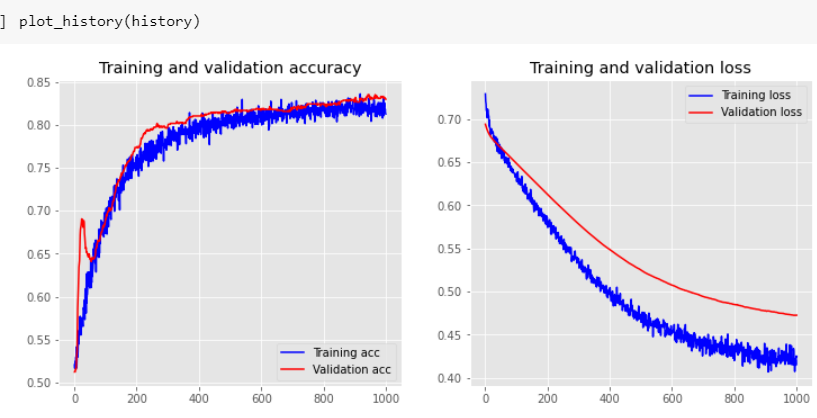 ] plot_history(history)
Training and validation accuracy
0.85
0.80
0.75
0.70
0.65
0.60
0.55
0.50
0 200 400 600 800 1000
Training acc
Validation acc
Training and validation loss
0.70
0.65
0.60
0.55
0.50
0.45
0.40
0 200 400 600 800 1000
Training loss
Validation loss